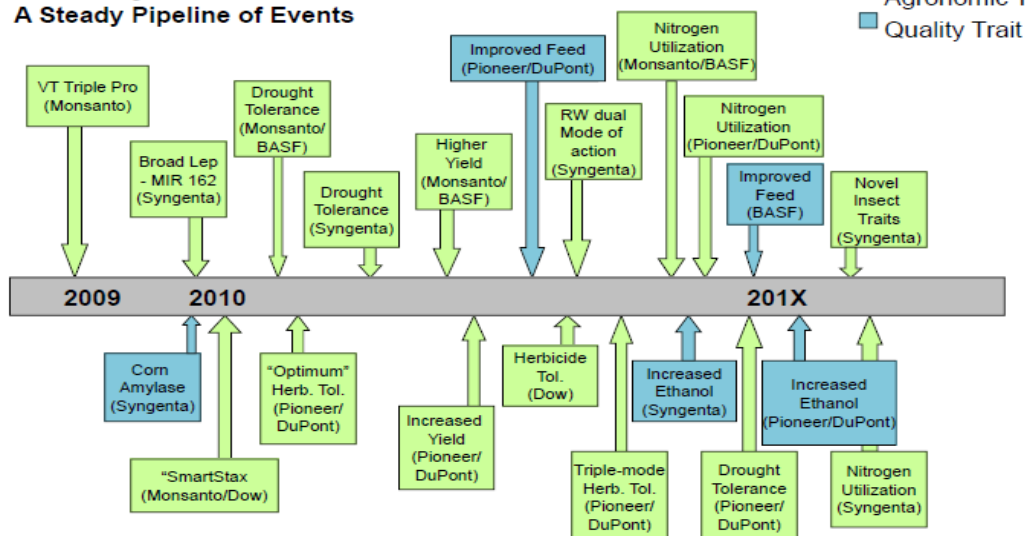 A Steady Pipeline of Events
Agronomic
Quality Trait
VT Triple Pro
(Monsanto)
Broad Lep
- MIR 162
(Syngenta)
Drought
Tolerance
(Monsanto/
BASF)
Drought
Tolerance
(Syngenta)
Higher
Yield
(Monsanto/
BASF)
Improved Feed
(Pioneer/DuPont)
RW dual
Mode of
action
(Syngenta)
Nitrogen
Utilization
(Monsanto/BASF)
Nitrogen
Utilization
(Pioneer/DuPont)
Improved
Feed
(BASF)
Novel
Insect
Traits
(Syngenta)
2009
2010
201X
Corn
Amylase
(Syngenta)
"SmartStax
(Monsanto/Dow)
"Optimum"
Herb. Tol.
(Pioneer/
DuPont)
Increased
Yield
(Pioneer/
DuPont)
Herbicide
Tol.
(Dow)
Triple-mode
Herb. Tol.
(Pioneer/
DuPont)
Increased
Ethanol
(Syngenta)
Drought
Tolerance
(Pioneer/
DuPont)
Increased
Ethanol
(Pioneer/DuPont)
Nitrogen
Utilization
(Syngenta)